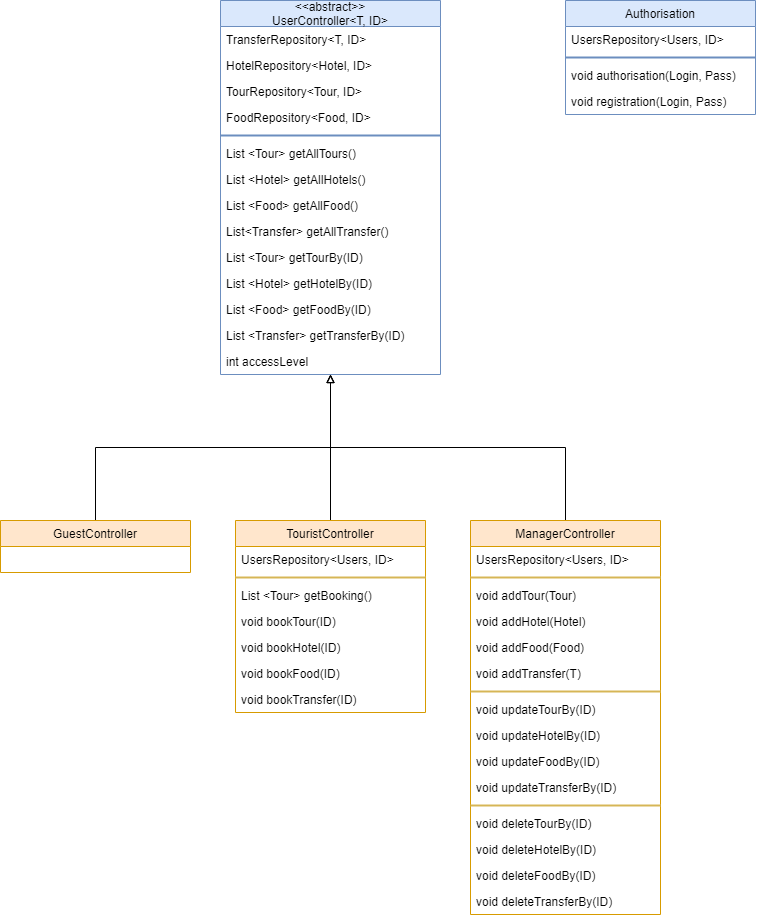 <<abstract>>
UserController<T, ID>
TransferRepository<T, ID>
HotelRepository<Hotel, ID>
TourRepository<Tour, ID>
FoodRepository<Food, ID>
List <Tour> getAllTours()
List <Hotel> getAllHotels()
List <Food> getAllFood()
List<Transfer> getAllTransfer()
List <Tour> getTourBy(ID)
List <Hotel> getHotelBy(ID)
List <Food> getFoodBy(ID)
List <Transfer> getTransferBy(ID)
int accessLevel
Authorisation
UsersRepository<Users, ID>
void authorisation(Login, Pass)
void registration(Login, Pass)
GuestController
TouristController
UsersRepository<Users, ID>
List <Tour> getBooking()
void bookTour(ID)
void bookHotel(ID)
void bookFood(ID)
void bookTransfer(ID)
ManagerController
UsersRepository<Users, ID>
void addTour(Tour)
void addHotel(Hotel)
void addFood(Food)
void addTransfer(T)
void updateTourBy(ID)
void updateHotelBy(ID)
void updateFoodBy(ID)
void updateTransferBy(ID)
void deleteTourBy(ID)
void deleteHotelBy(ID)
void deleteFoodBy(ID)
void deleteTransferBy(ID)